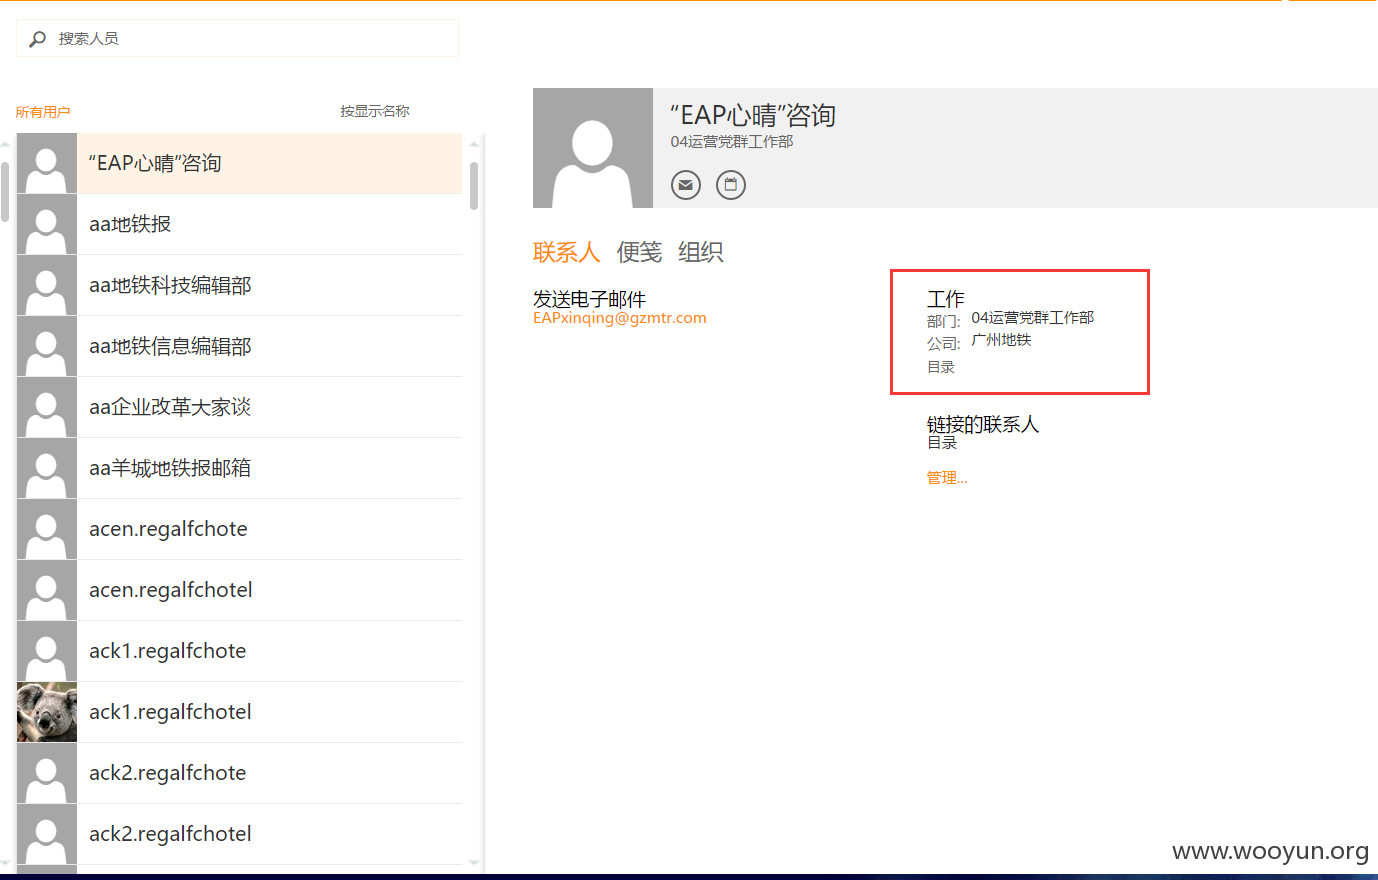 搜索人员
所有用户
按显示名称
“EAP心晴”咨询
aa地铁报
aa地铁科技编辑部
aa地铁信息编辑部
aa企业改革大家谈
aa羊城地铁报邮箱
acen.regalfchote
acen.regalfchotel
ack1.regalfchote
ack1.regalfchotel
ack2.regalfchote
ack2.regalfchotel
“EAP心晴”咨询
04运营党群工作部
联系人 便笺 组织
发送电子邮件
EAPxinqing@gzmtr.com
工作
部门: 04运营党群工作部
公司: 广州地铁
目录
链接的联系人
目录
管理...
www.wooyun.org